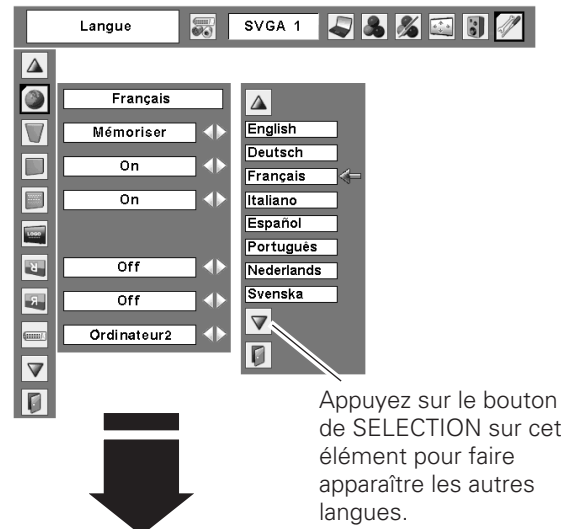 Langue
SVGA 1
Français
Mémoriser
On
On
Off
Off
Ordinateur2
English
Deutsch
Français
Italiano
Español
Português
Nederlands
Svenska
Appuyez sur le bouton
de SELECTION sur cet
élément pour faire
apparaître les autres
langues.